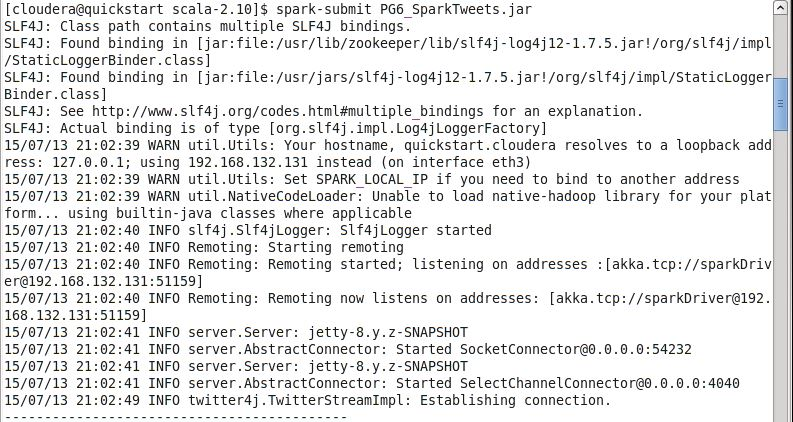 [cloudera@quickstart scala-2.10]$ spark-submit PG6_SparkTweets.jar
SLF4J: Class path contains multiple SLF4J bindings.
SLF4J: Found binding in [jar:file:/usr/lib/zookeeper/lib/slf4j-log4j12-1.7.5.jar!/org/slf4j/impl
/StaticLoggerBinder.class]
SLF4J: Found binding in [jar:file:/usr/jars/slf4j-log4j12-1.7.5.jar!/org/slf4j/impl/StaticLogger
Binder.class]
SLF4J: See http://www.slf4j.org/codes.html#multiple_bindings for an explanation.
SLF4J: Actual binding is of type [org.slf4j.impl.Log4jLoggerFactory]
15/07/13 21:02:39 WARN util.Utils: Your hostname, quickstart.cloudera resolves to a loopback add
ress: 127.0.0.1; using 192.168.132.131 instead (on interface eth3)
15/07/13 21:02:39 WARN util.Utils: Set SPARK_LOCAL_IP if you need to bind to another address
15/07/13 21:02:39 WARN util.NativeCodeLoader: Unable to load native-hadoop library for your plat
form... using builtin-java classes where applicable
15/07/13 21:02:40 INFO slf4j.Slf4jLogger: Slf4jLogger started
15/07/13 21:02:40 INFO Remoting: Starting remoting
15/07/13 21:02:40 INFO Remoting: Remoting started; listening on addresses :[akka.tcp://sparkDriv
er@192.168.132.131:51159]
15/07/13 21:02:40 INFO Remoting: Remoting now listens on addresses: [akka.tcp://sparkDriver@192.
168.132.131:51159]
15/07/13 21:02:41 INFO server.Server: jetty-8.y.z-SNAPSHOT
15/07/13 21:02:41 INFO server.AbstractConnector: Started SocketConnector@0.0.0.0:54232
15/07/13 21:02:41 INFO server.Server: jetty-8.y.z-SNAPSHOT
15/07/13 21:02:41 INFO server.AbstractConnector: Started SelectChannelConnector@0.0.0.0:4040
15/07/13 21:02:49 INFO twitter4j.TwitterStreamImpl: Establishing connection.
-------------------------------------------